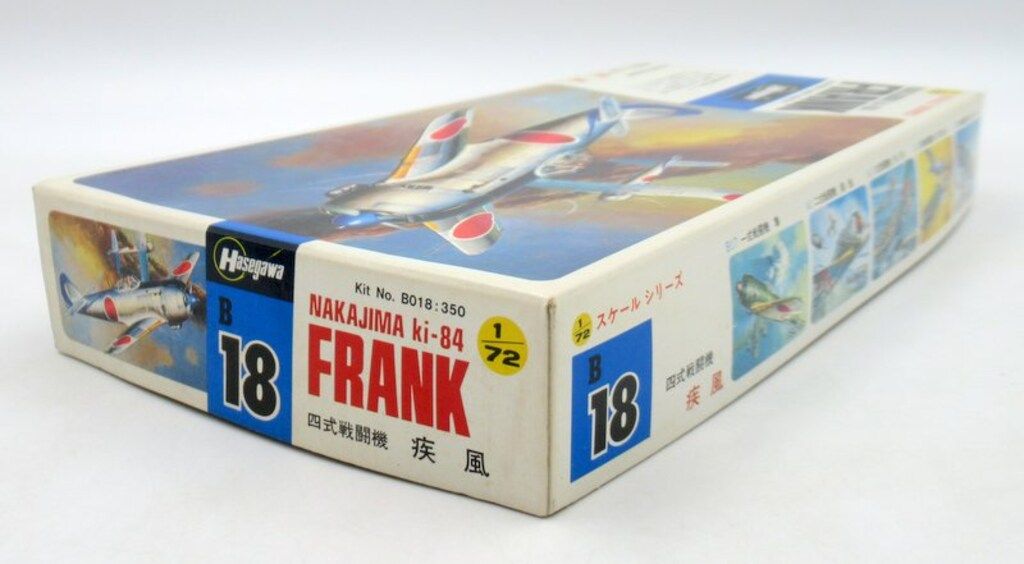 Hasegawa
B
18
Kit No. B018:350
NAKAJIMA ki-84
FRANK
1/72
四式戦闘機 疾風
1/72 スケール シリーズ
B
18
四式戦闘機
疾風